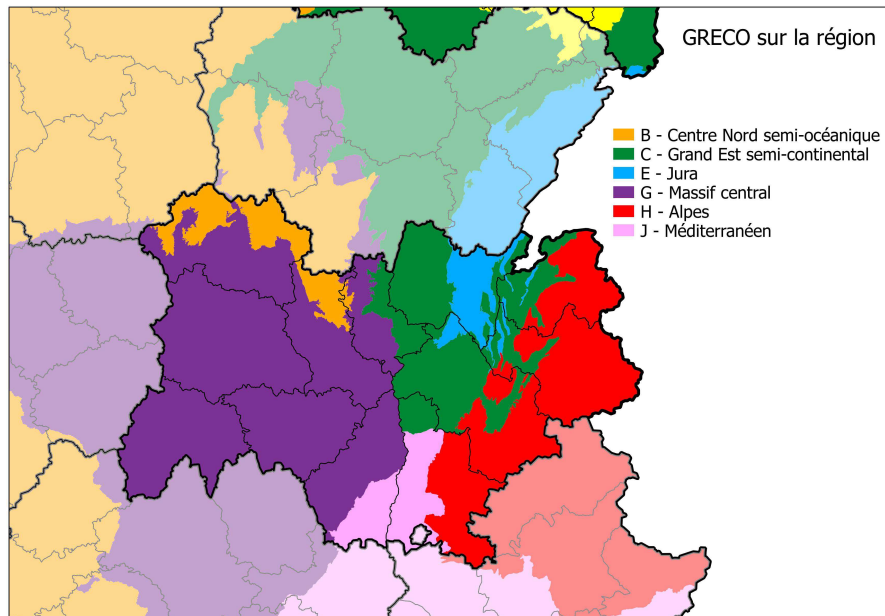 GRECO sur la région
B - Centre Nord semi-océanique
C - Grand Est semi-continental
E - Jura
G - Massif central
H - Alpes
J - Méditerranéen